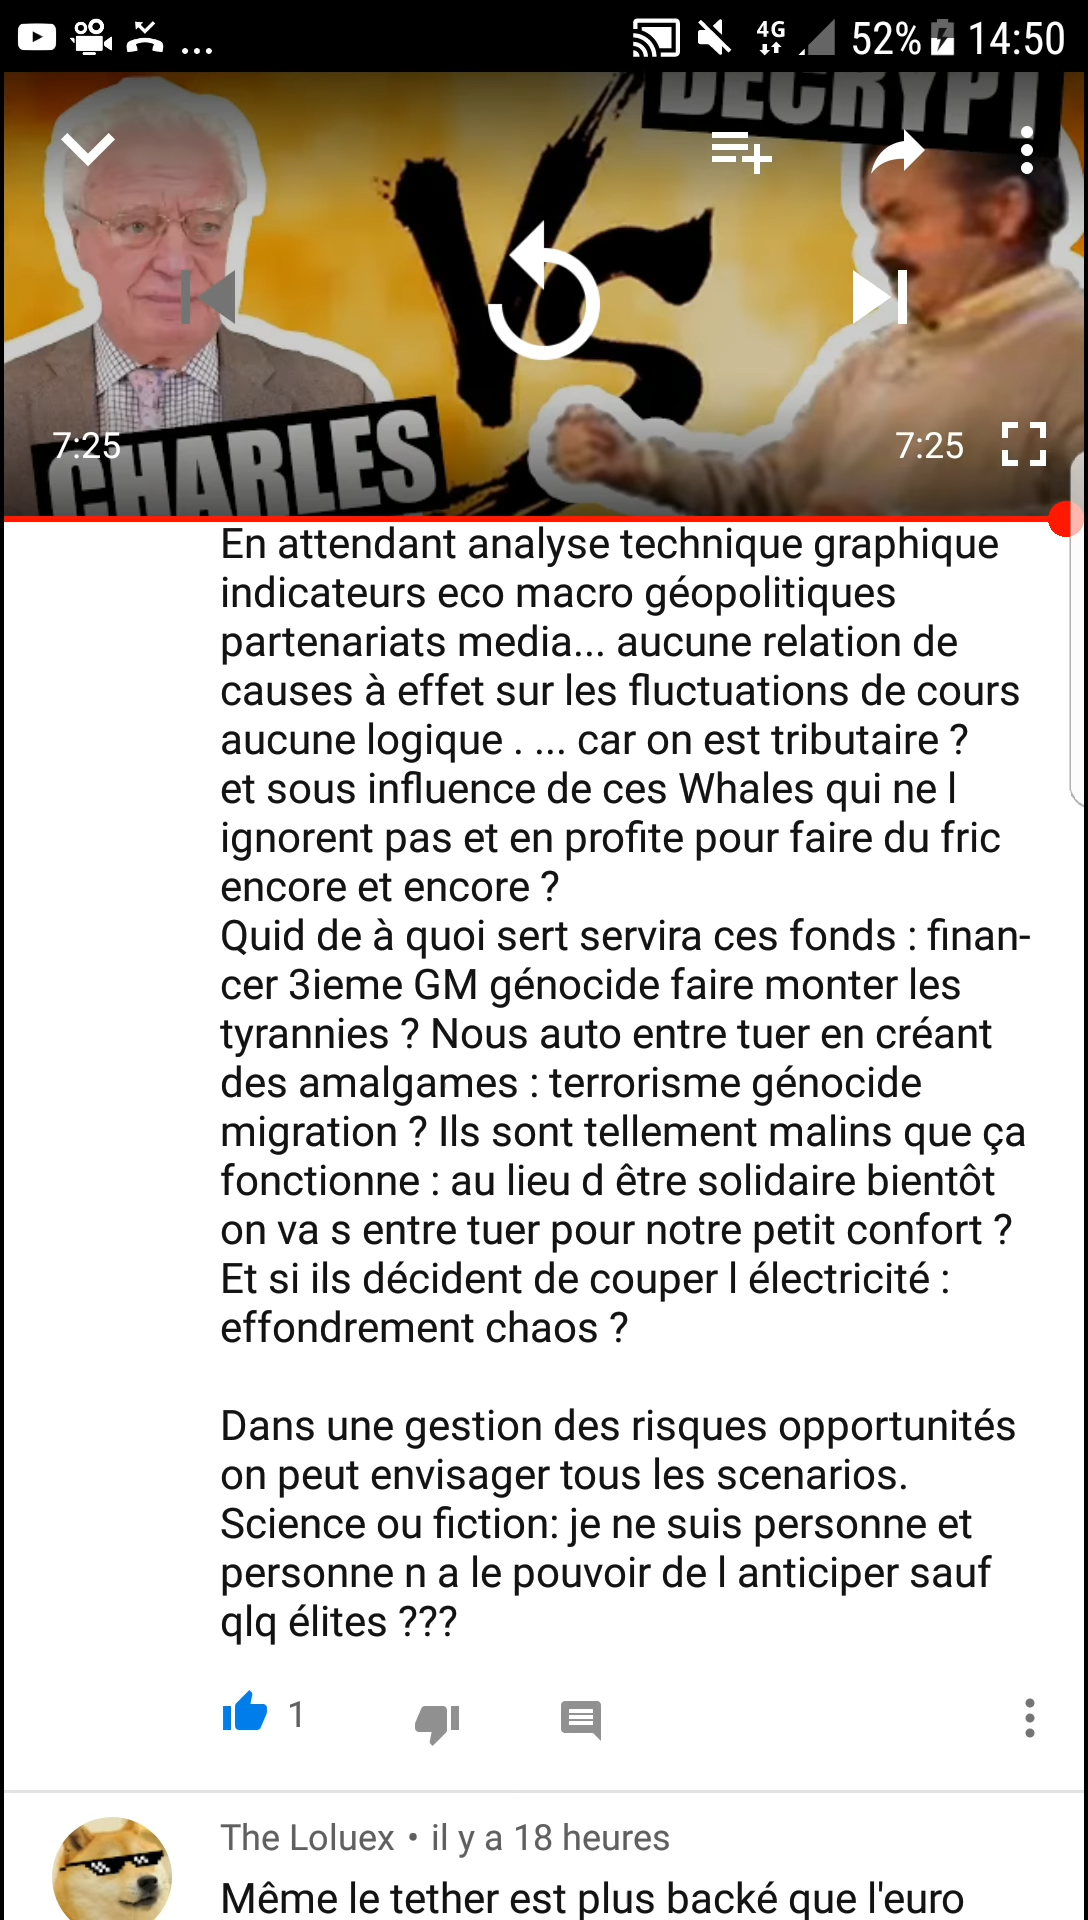 ... 4G 52% 14:50
DECRYPT
VS
7:25 7:25
CHARLES
En attendant analyse technique graphique
indicateurs eco macro géopolitiques
partenariats media... aucune relation de
causes à effet sur les fluctuations de cours
aucune logique . ... car on est tributaire ?
et sous influence de ces Whales qui ne l
ignorent pas et en profite pour faire du fric
encore et encore ?
Quid de à quoi sert servira ces fonds : finan-
cer 3ieme GM génocide faire monter les
tyrannies ? Nous auto entre tuer en créant
des amalgames : terrorisme génocide
migration ? Ils sont tellement malins que ça
fonctionne : au lieu d être solidaire bientôt
on va s entre tuer pour notre petit confort ?
Et si ils décident de couper l électricité :
effondrement chaos ?
Dans une gestion des risques opportunités
on peut envisager tous les scenarios.
Science ou fiction: je ne suis personne et
personne n a le pouvoir de l anticiper sauf
qlq élites ???
1
The Loluex • il y a 18 heures
Même le tether est plus backé que l'euro